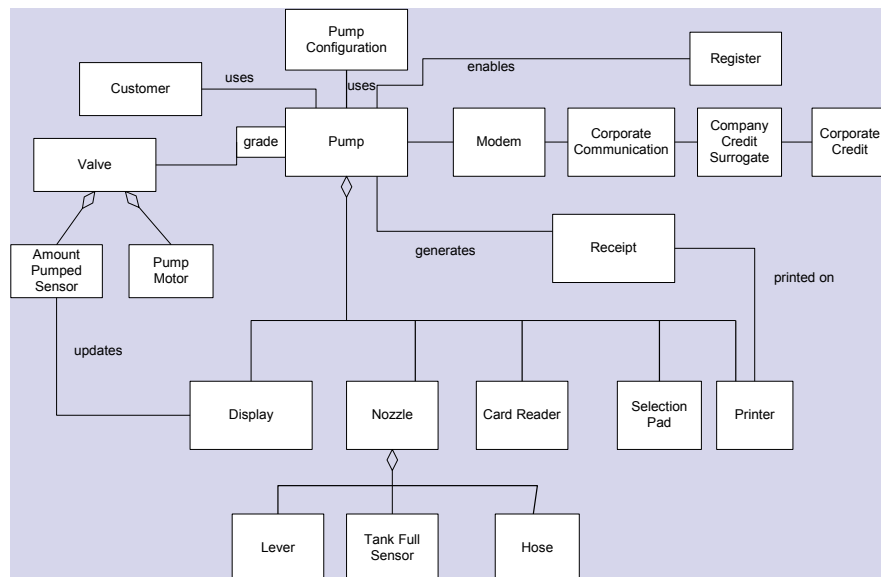 Pump
Configuration
Register
enables
uses
Customer
uses
grade
Pump
Modem
Corporate
Communication
Company
Credit
Surrogate
Corporate
Credit
Valve
Amount
Pumped
Sensor
Pump
Motor
generates
Receipt
printed on
updates
Display
Nozzle
Card Reader
Selection
Pad
Printer
Lever
Tank Full
Sensor
Hose